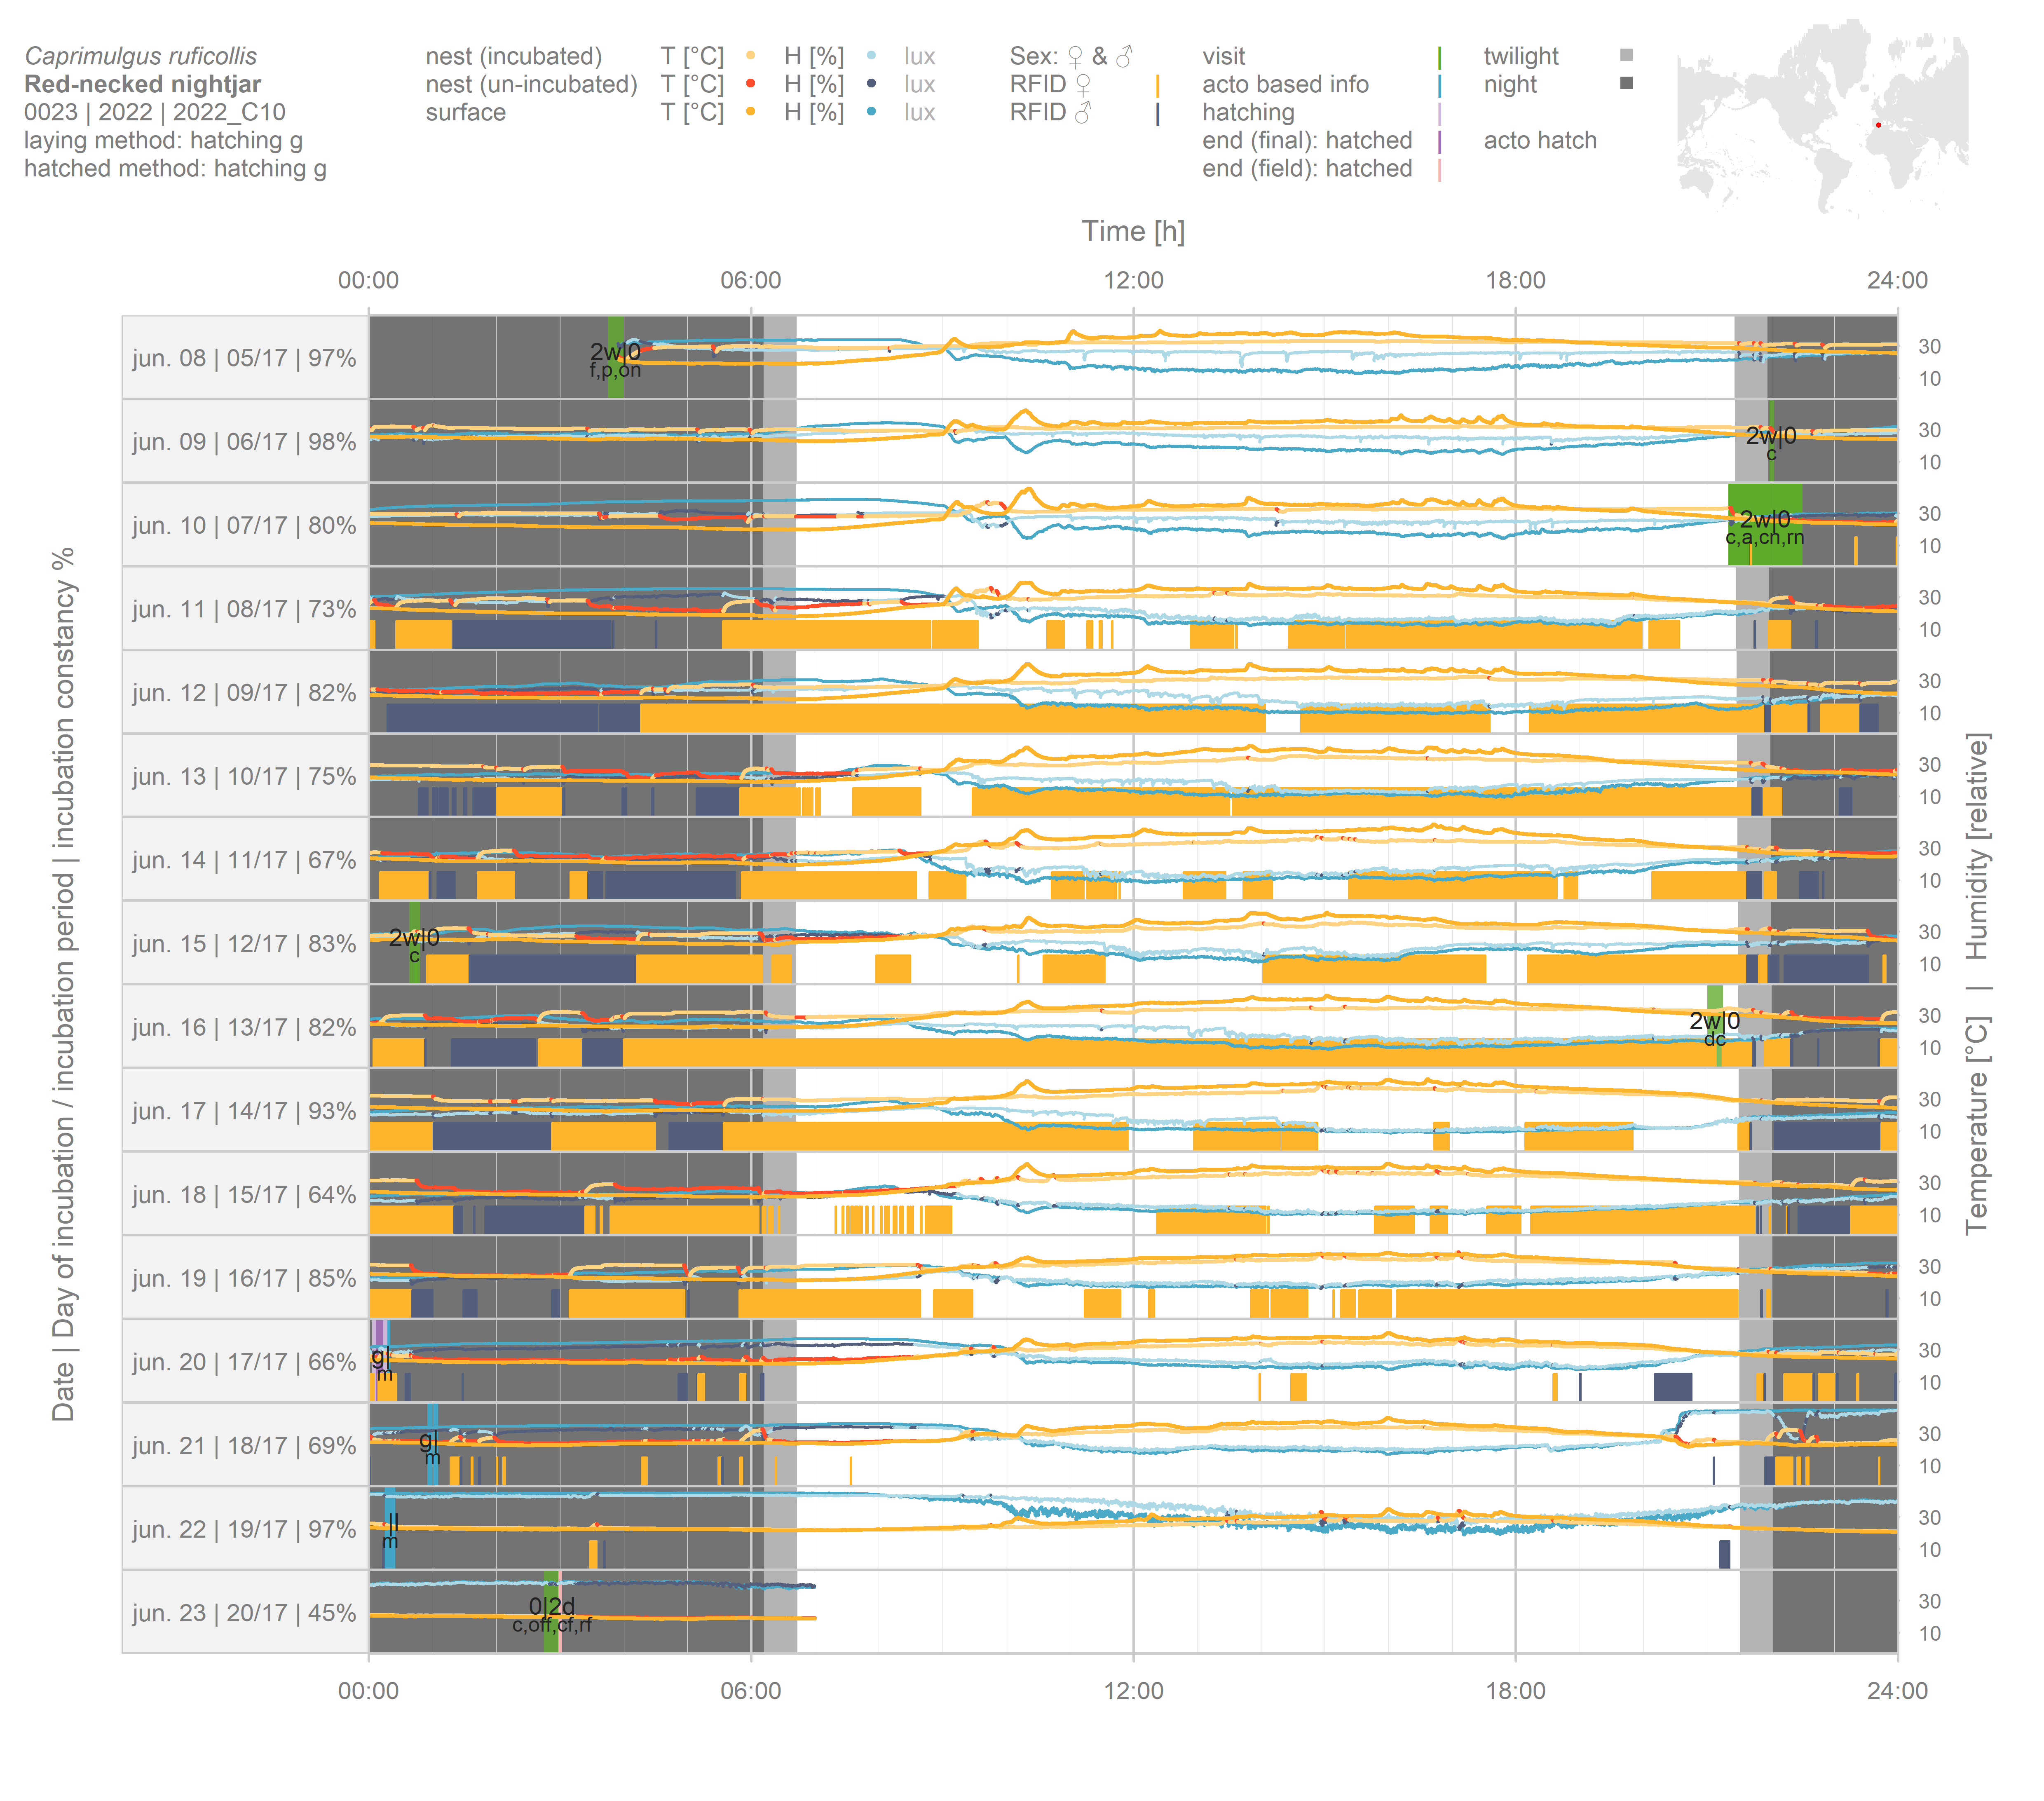 Caprimulgus ruficollis
Red-necked nightjar
0023 | 2022 | 2022_C10
laying method: hatching g
hatched method: hatching g
nest (incubated) T [°C] H [%] lux
nest (un-incubated) T [°C] H [%] lux
surface T [°C] H [%] lux
Sex: ♀ & ♂
RFID ♀
RFID ♂
visit
acto based info
hatching
end (final): hatched
end (field): hatched
twilight
night
acto hatch
Time [h]
00:00 06:00 12:00 18:00 24:00
Date | Day of incubation / incubation period | incubation constancy %
jun. 08 | 05/17 | 97%
2w|0
f,p,on
30
10
jun. 09 | 06/17 | 98%
2w|0
c
30
10
jun. 10 | 07/17 | 80%
2w|0
c,a,cn,rn
30
10
jun. 11 | 08/17 | 73%
30
10
jun. 12 | 09/17 | 82%
30
10
jun. 13 | 10/17 | 75%
30
10
jun. 14 | 11/17 | 67%
30
10
jun. 15 | 12/17 | 83%
2w|0
c
30
10
jun. 16 | 13/17 | 82%
2w|0
dc
30
10
jun. 17 | 14/17 | 93%
30
10
jun. 18 | 15/17 | 64%
30
10
jun. 19 | 16/17 | 85%
30
10
jun. 20 | 17/17 | 66%
g|
m
30
10
jun. 21 | 18/17 | 69%
g|
m
30
10
jun. 22 | 19/17 | 97%
||
m
30
10
jun. 23 | 20/17 | 45%
0|2d
c,off,cf,rf
30
10
Temperature [°C] | Humidity [relative]
00:00 06:00 12:00 18:00 24:00